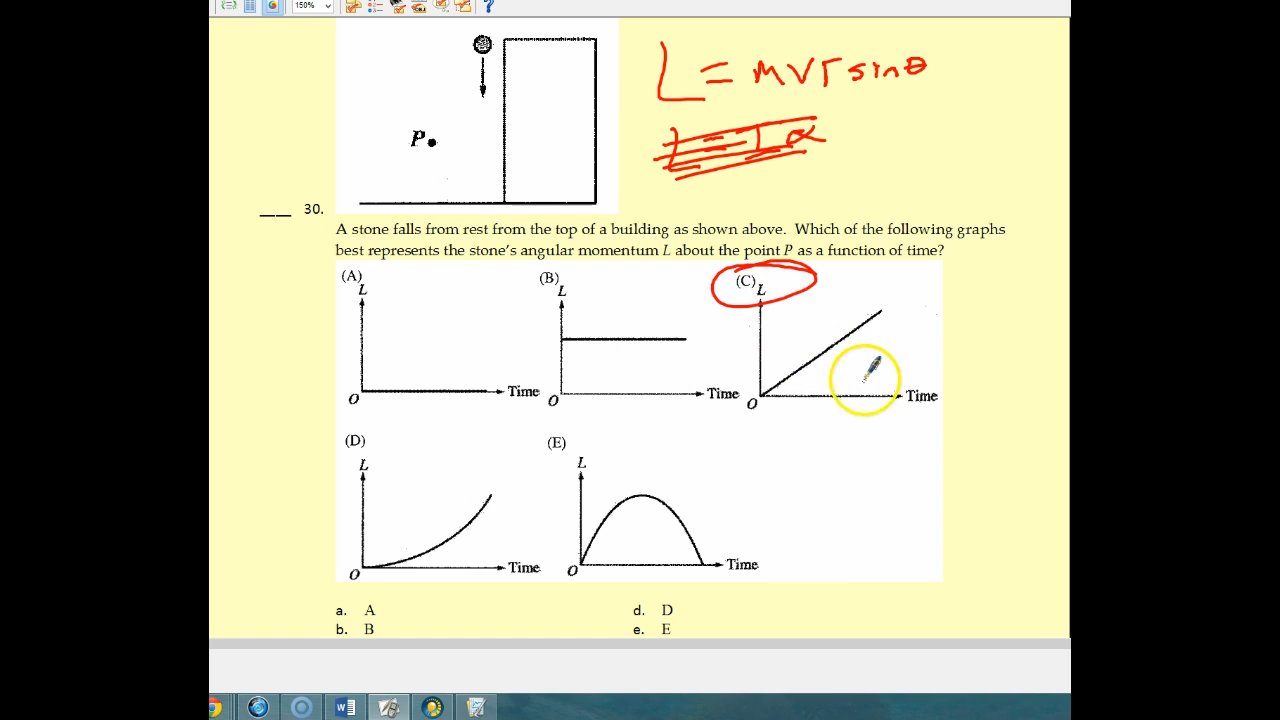 150%
L = mvr sinθ
P
L = I α
___ 30.
A stone falls from rest from the top of a building as shown above. Which of the following graphs
best represents the stone's angular momentum L about the point P as a function of time?
(A)
L
O
Time
(B)
L
O
Time
(C)
L
O
Time
(D)
L
O
Time
(E)
L
O
Time
a. A
d. D
b. B
e. E